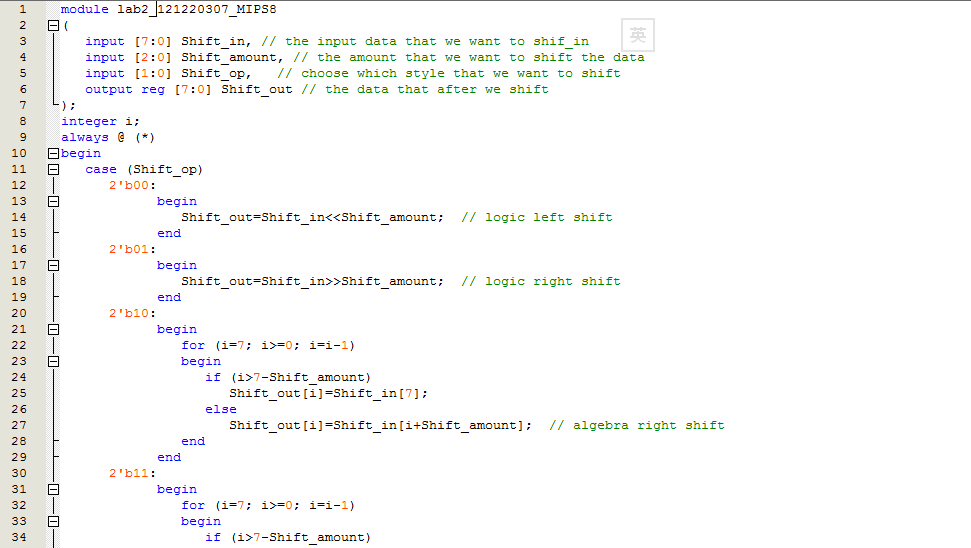 1 module lab2_121220307_MIPS8
2 (
3 input [7:0] Shift_in, // the input data that we want to shif_in
英
4 input [2:0] Shift_amount, // the amount that we want to shift the data
5 input [1:0] Shift_op, // choose which style that we want to shift
6 output reg [7:0] Shift_out // the data that after we shift
7 );
8 integer i;
9 always @ (*)
10 begin
11 case (Shift_op)
12 2'b00:
13 begin
14 Shift_out=Shift_in<<Shift_amount; // logic left shift
15 end
16 2'b01:
17 begin
18 Shift_out=Shift_in>>Shift_amount; // logic right shift
19 end
20 2'b10:
21 begin
22 for (i=7; i>=0; i=i-1)
23 begin
24 if (i>7-Shift_amount)
25 Shift_out[i]=Shift_in[7];
26 else
27 Shift_out[i]=Shift_in[i+Shift_amount]; // algebra right shift
28 end
29 end
30 2'b11:
31 begin
32 for (i=7; i>=0; i=i-1)
33 begin
34 if (i>7-Shift_amount)